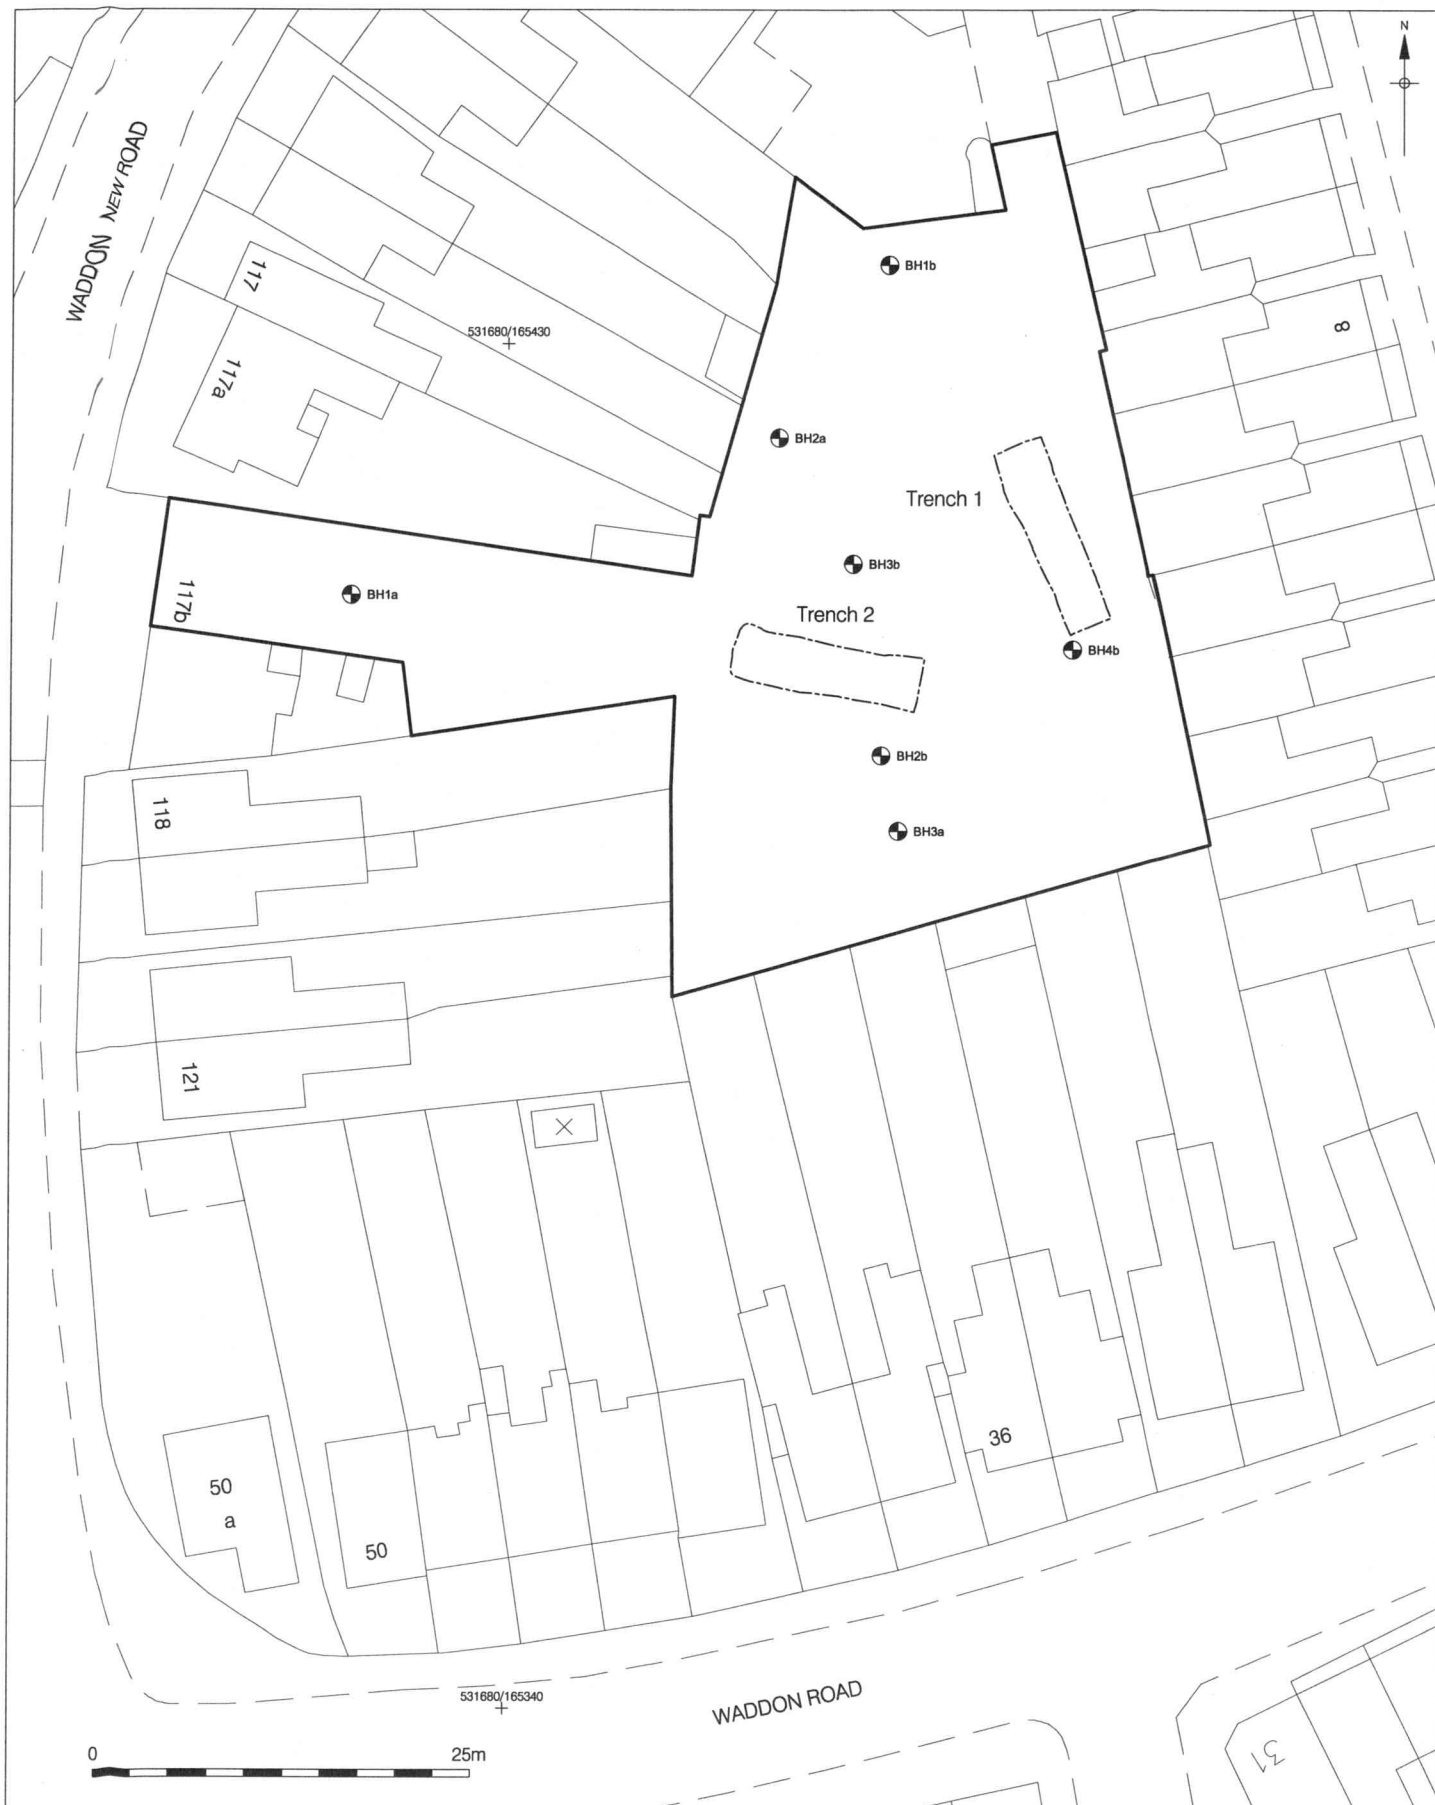 N
WADDON NEW ROAD
BH1b
117
531680/165430
8
117a
BH2a
Trench 1
BH3b
117b
BH1a
Trench 2
BH4b
BH2b
118
BH3a
121
36
50
a
50
531680/165340
WADDON ROAD
31
0 25m